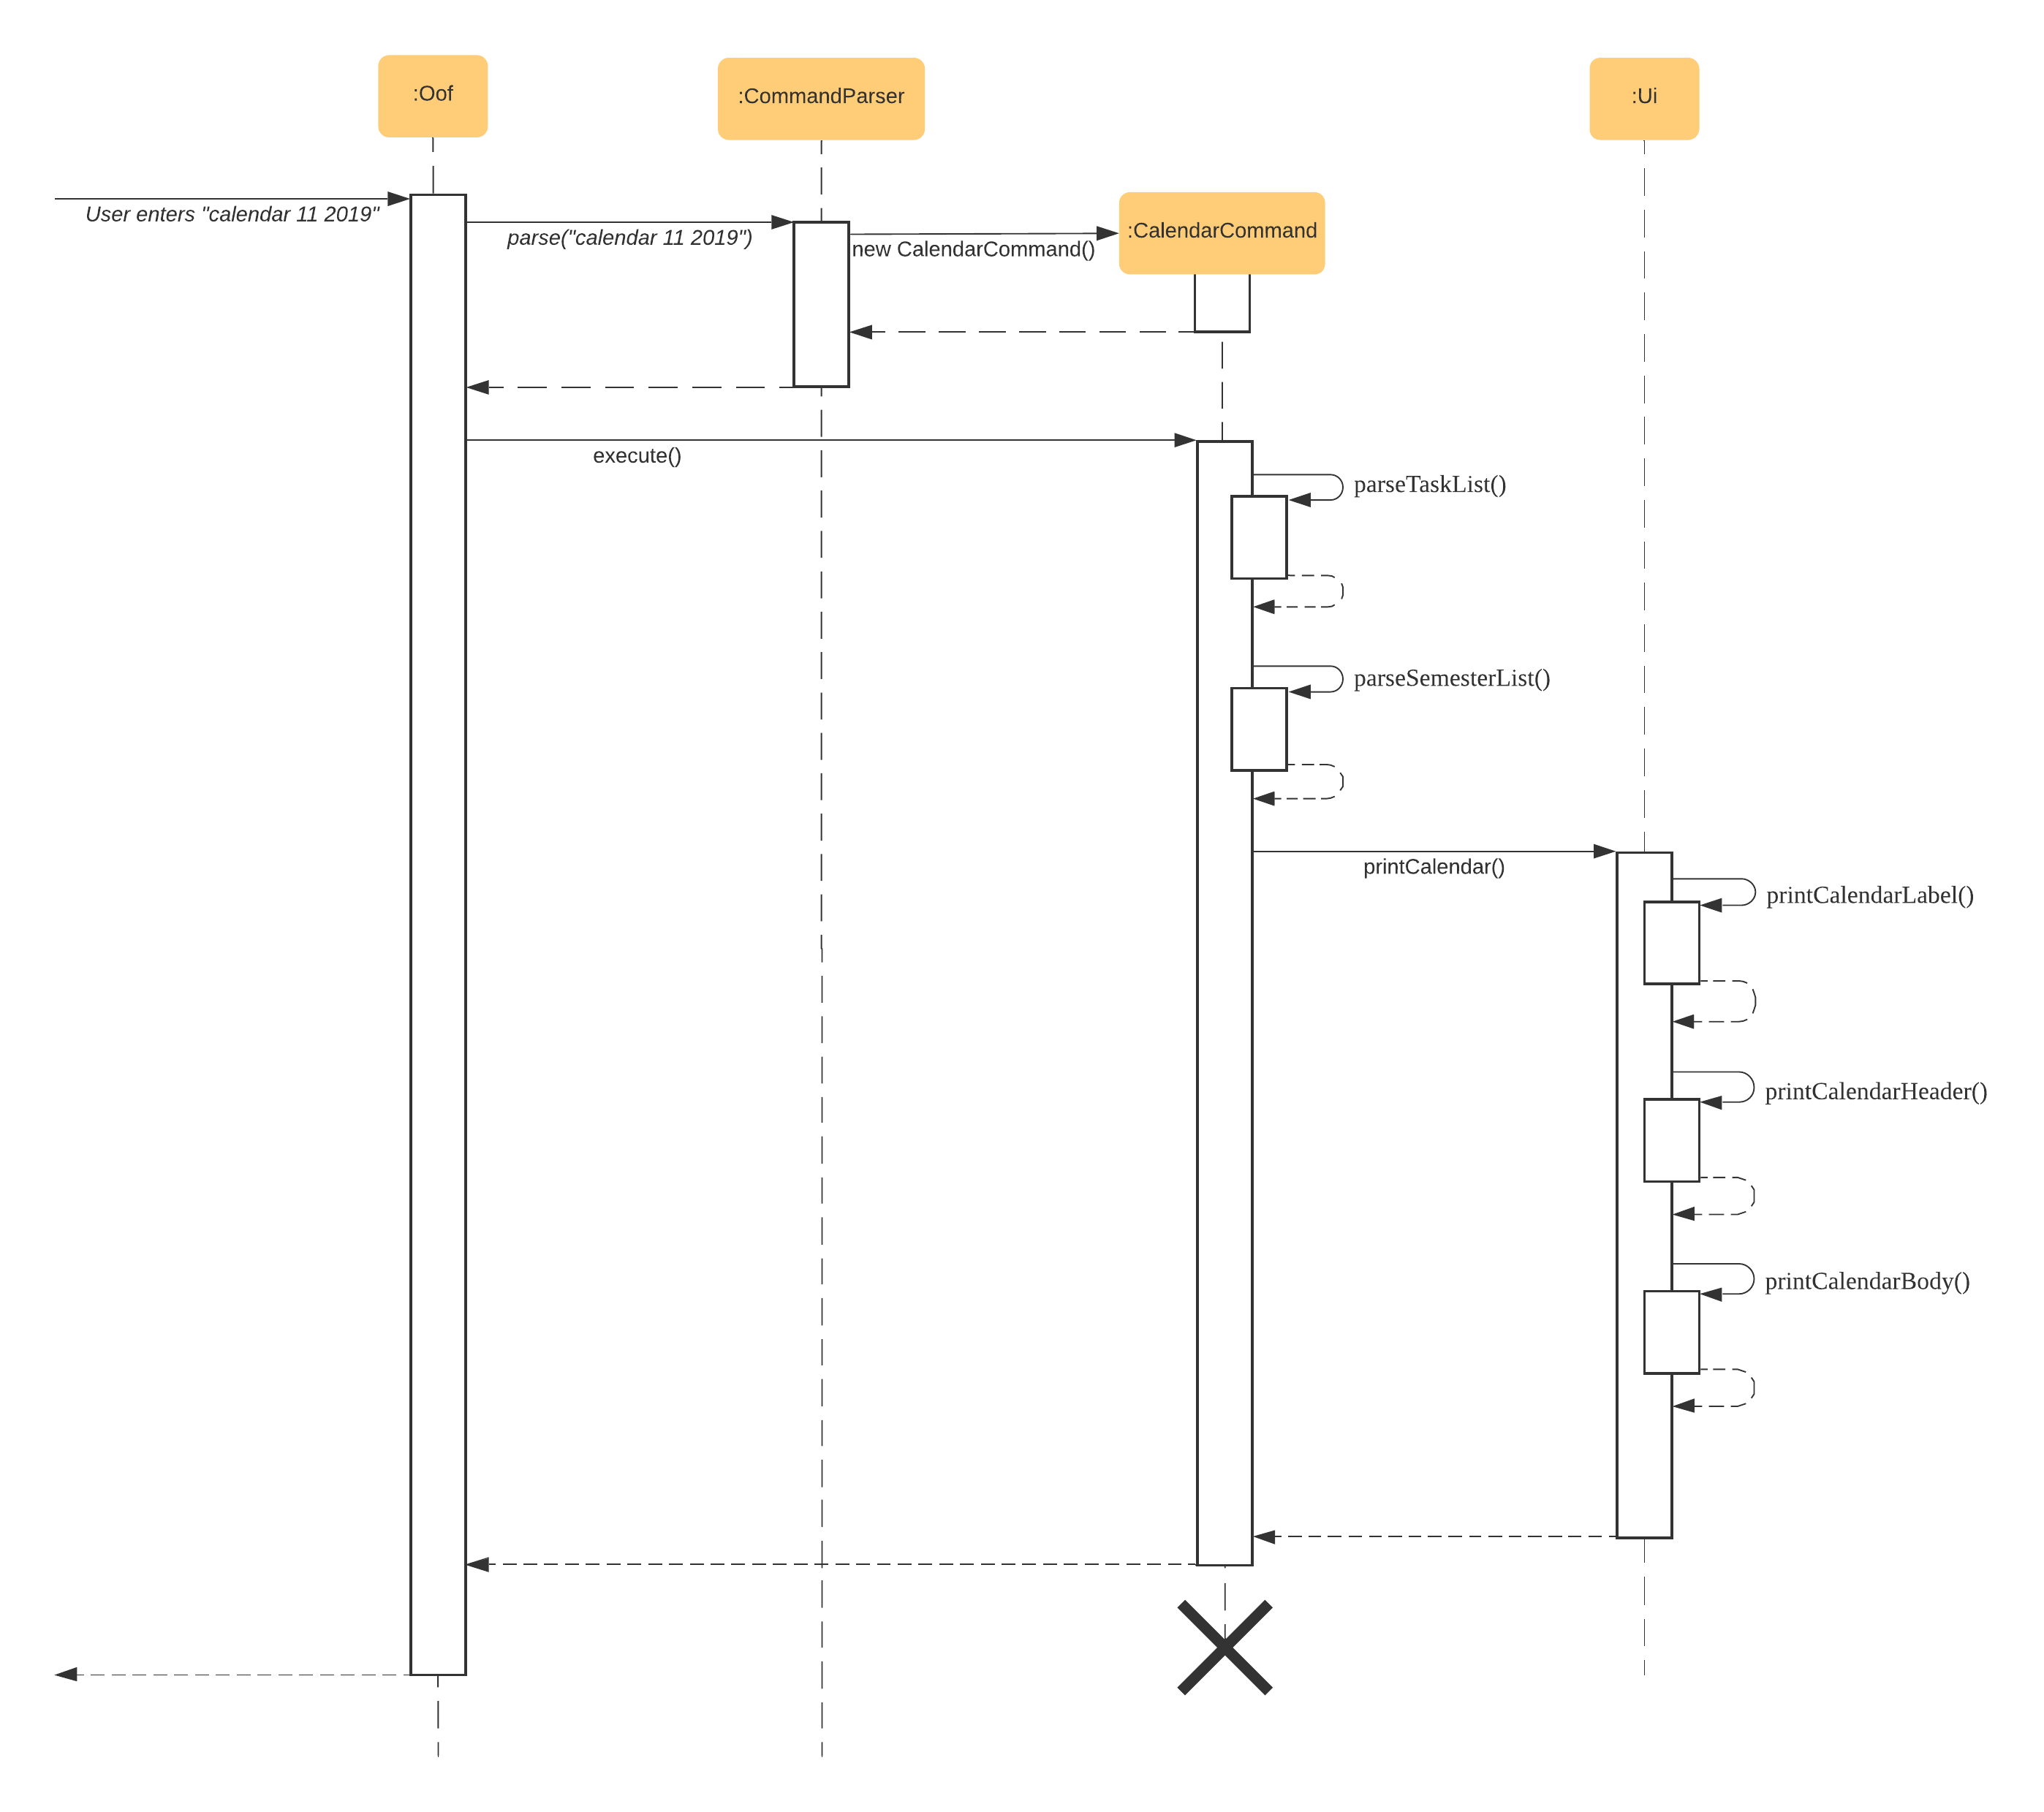 :Oof
:CommandParser
:Ui
:CalendarCommand
User enters "calendar 11 2019"
parse("calendar 11 2019")
new CalendarCommand()
execute()
parseTaskList()
parseSemesterList()
printCalendar()
printCalendarLabel()
printCalendarHeader()
printCalendarBody()